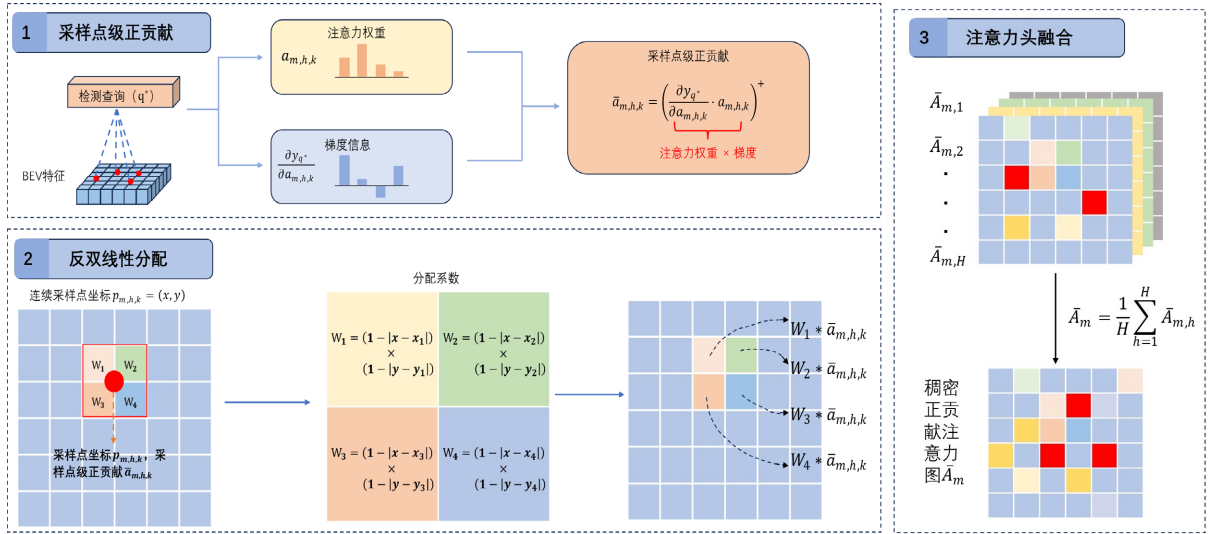 1 采样点级正贡献
检测查询（q*）
BEV特征
注意力权重
a_{m,h,k}
梯度信息
∂y_{q*}/∂a_{m,h,k}
采样点级正贡献
ā_{m,h,k} = (∂y_{q*}/∂a_{m,h,k} · a_{m,h,k})^+
注意力权重 × 梯度
2 反双线性分配
连续采样点坐标 p_{m,h,k} = (x, y)
W₁ W₂
W₃ W₄
采样点坐标p_{m,h,k}，采
样点级正贡献ā_{m,h,k}
分配系数
W₁ = (1 − |x − x₁|)
×
(1 − |y − y₁|)
W₂ = (1 − |x − x₂|)
×
(1 − |y − y₂|)
W₃ = (1 − |x − x₃|)
×
(1 − |y − y₃|)
W₄ = (1 − |x − x₄|)
×
(1 − |y − y₄|)
W₁ * ā_{m,h,k}
W₂ * ā_{m,h,k}
W₃ * ā_{m,h,k}
W₄ * ā_{m,h,k}
3 注意力头融合
Ā_{m,1}
Ā_{m,2}
·
·
·
Ā_{m,H}
Ā_m = 1/H ∑_{h=1}^{H} Ā_{m,h}
稠密
正贡
献注
意力
图Ā_m